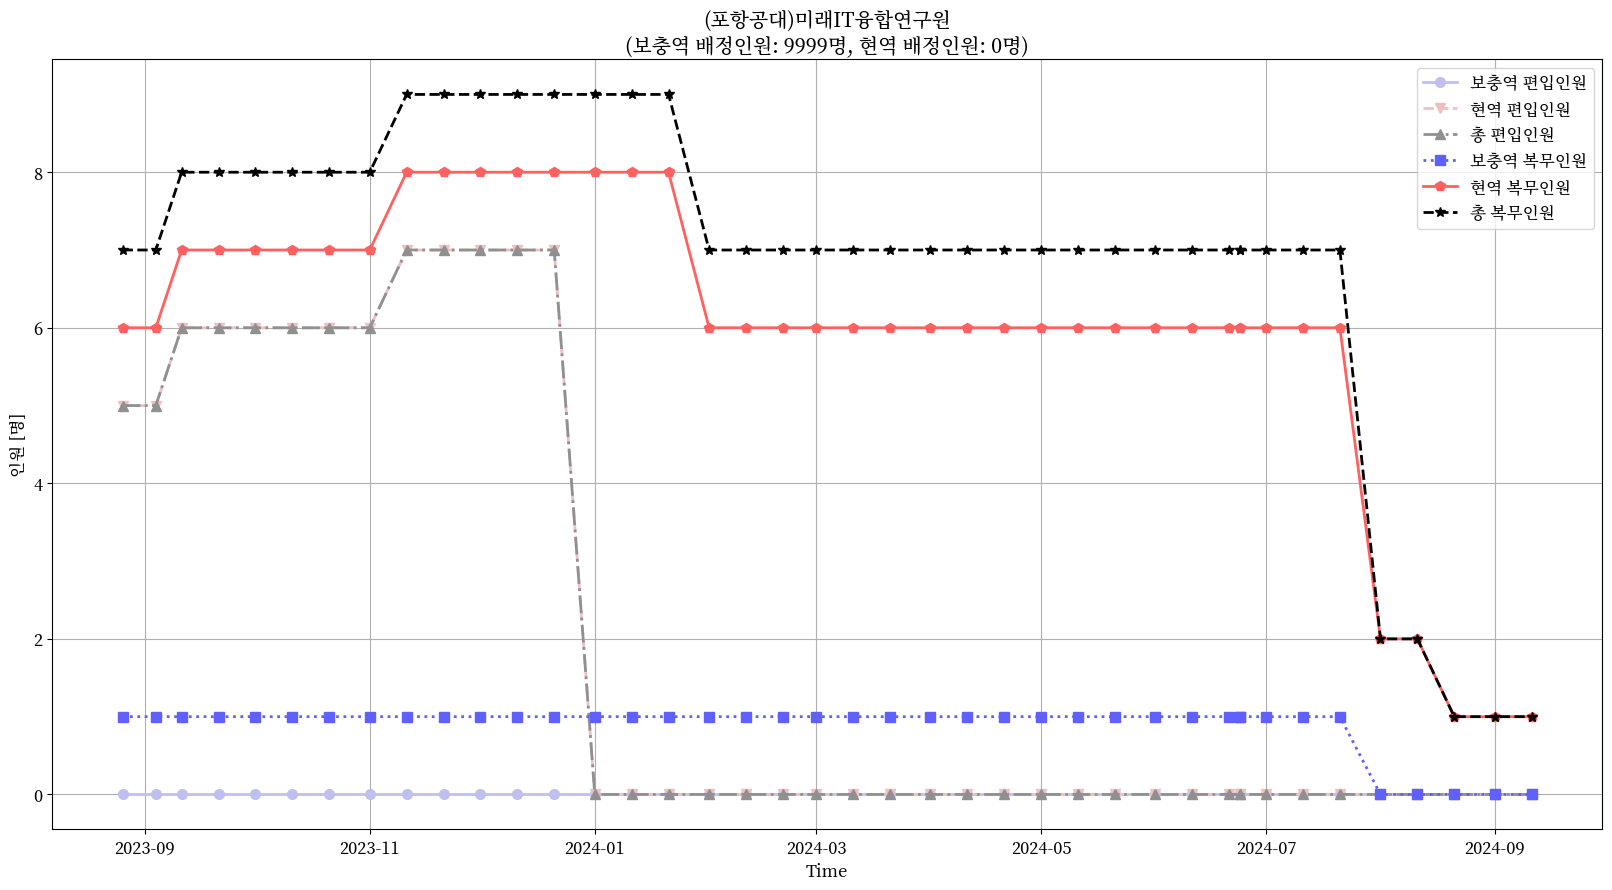 (포항공대)미래IT융합연구원
(보충역 배정인원: 9999명, 현역 배정인원: 0명)
보충역 편입인원
현역 편입인원
총 편입인원
보충역 복무인원
현역 복무인원
총 복무인원
인원 [명]
8
6
4
2
0
2023-09
2023-11
2024-01
2024-03
2024-05
2024-07
2024-09
Time